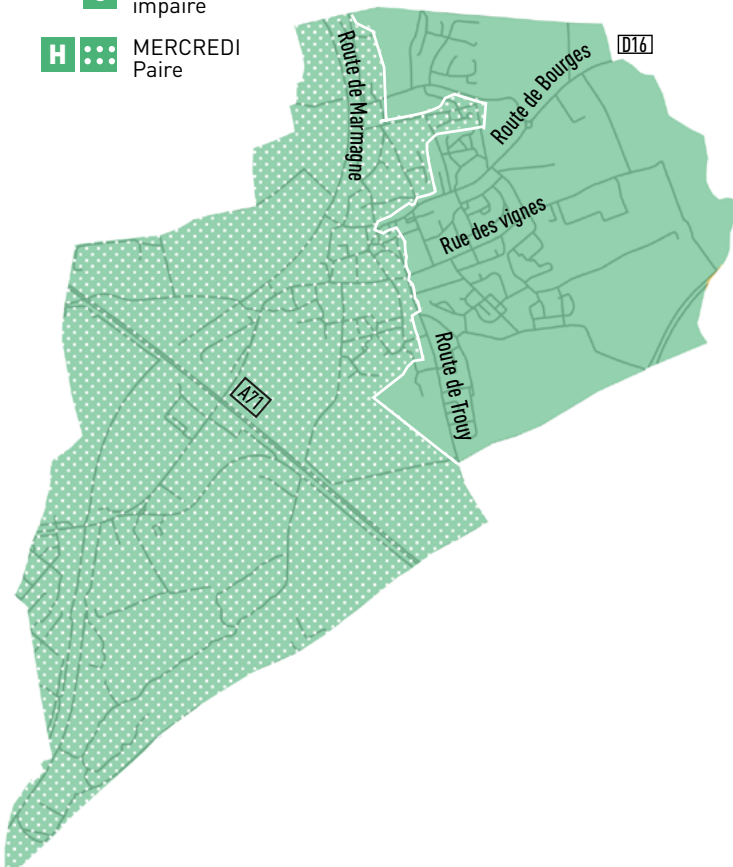 impaire
H MERCREDI
Paire
Route de Marmagne
D16
Route de Bourges
Rue des vignes
Route de Trouy
A71